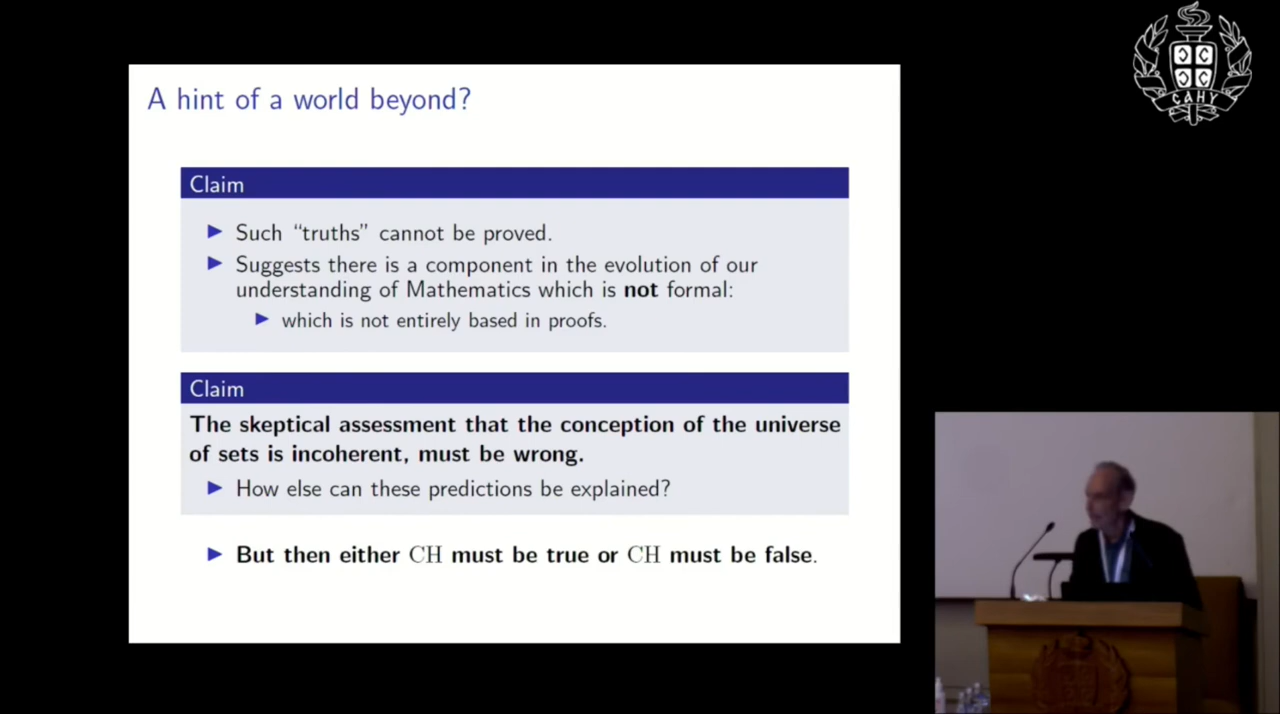 A hint of a world beyond?
Claim
Such “truths” cannot be proved.
Suggests there is a component in the evolution of our
understanding of Mathematics which is not formal:
which is not entirely based in proofs.
Claim
The skeptical assessment that the conception of the universe
of sets is incoherent, must be wrong.
How else can these predictions be explained?
But then either CH must be true or CH must be false.
САНУ